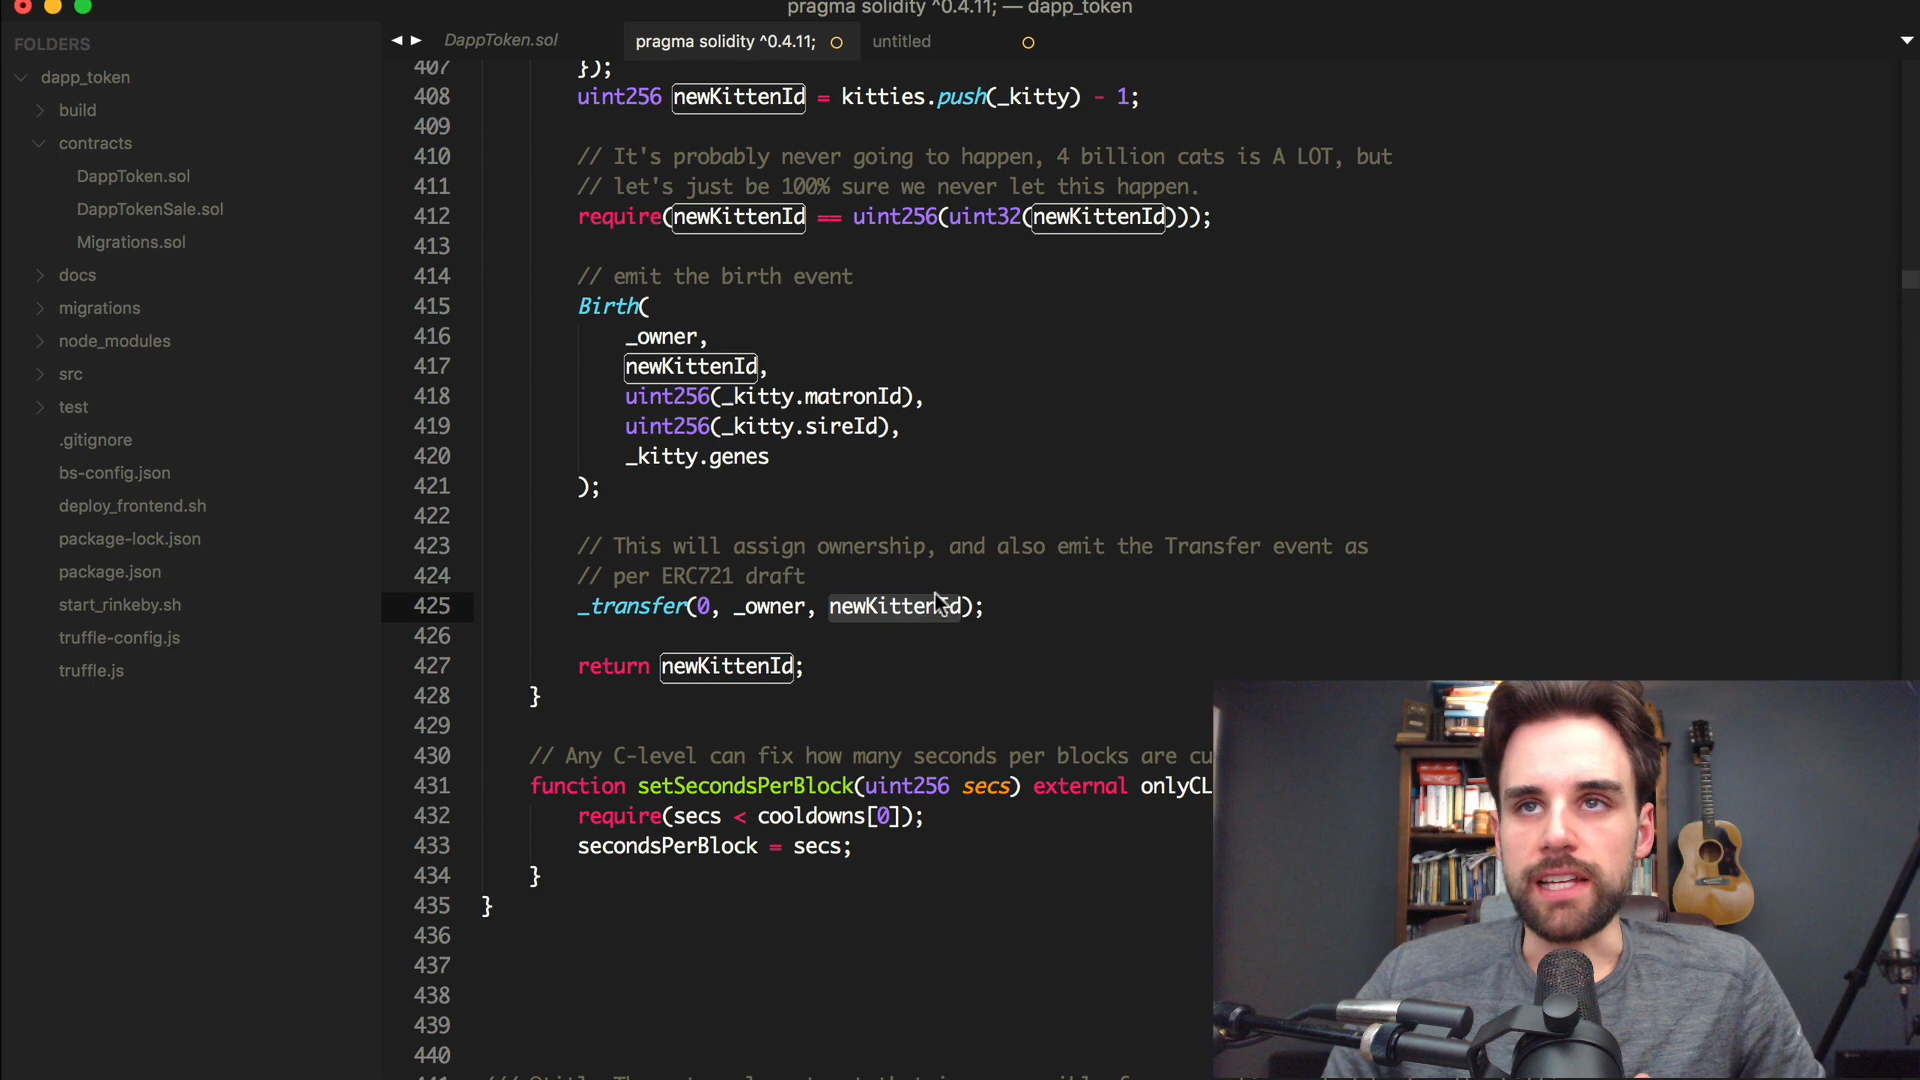 pragma solidity ^0.4.11; — dapp_token
FOLDERS
dapp_token
build
contracts
DappToken.sol
DappTokenSale.sol
Migrations.sol
docs
migrations
node_modules
src
test
.gitignore
bs-config.json
deploy_frontend.sh
package-lock.json
package.json
start_rinkeby.sh
truffle-config.js
truffle.js
DappToken.sol
pragma solidity ^0.4.11;
untitled
407 });
408 uint256 newKittenId = kitties.push(_kitty) - 1;
409
410 // It's probably never going to happen, 4 billion cats is A LOT, but
411 // let's just be 100% sure we never let this happen.
412 require(newKittenId == uint256(uint32(newKittenId)));
413
414 // emit the birth event
415 Birth(
416 _owner,
417 newKittenId,
418 uint256(_kitty.matronId),
419 uint256(_kitty.sireId),
420 _kitty.genes
421 );
422
423 // This will assign ownership, and also emit the Transfer event as
424 // per ERC721 draft
425 _transfer(0, _owner, newKittenId);
426
427 return newKittenId;
428 }
429
430 // Any C-level can fix how many seconds per blocks are cu
431 function setSecondsPerBlock(uint256 secs) external onlyCL
432 require(secs < cooldowns[0]);
433 secondsPerBlock = secs;
434 }
435 }
436
437
438
439
440